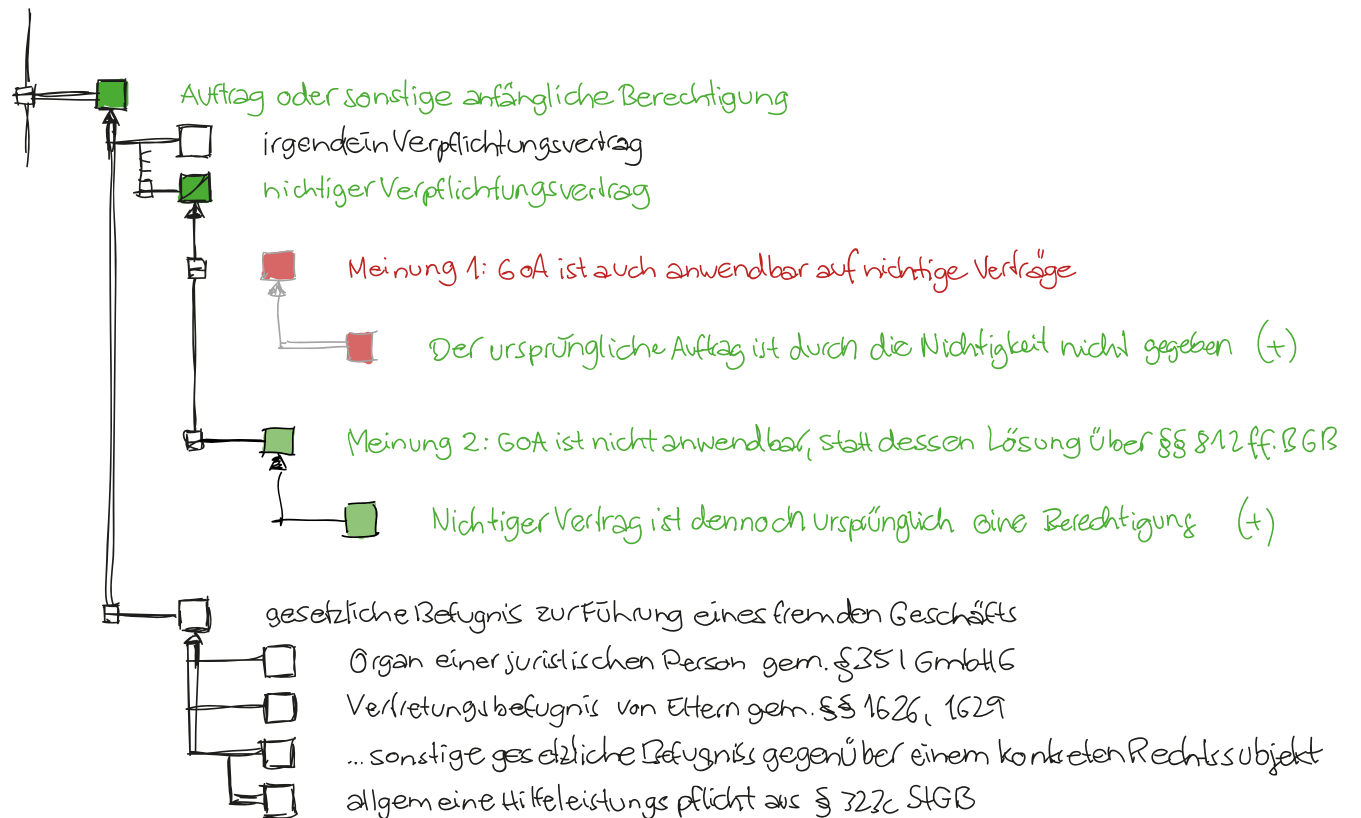 Auftrag oder sonstige anfängliche Berechtigung
irgendein Verpflichtungsvertrag
nichtiger Verpflichtungsvertrag
Meinung 1: GoA ist auch anwendbar auf nichtige Verträge
Der ursprüngliche Auftrag ist durch die Nichtigkeit nicht gegeben (+)
Meinung 2: GoA ist nicht anwendbar, statt dessen Lösung über §§ 812 ff. BGB
Nichtiger Vertrag ist dennoch ursprünglich eine Berechtigung (+)
gesetzliche Befugnis zur Führung eines fremden Geschäfts
Organ einer juristischen Person gem. § 35 I GmbHG
Vertretungsbefugnis von Eltern gem. §§ 1626, 1629
...sonstige gesetzliche Befugniss gegenüber einem konkreten Rechtssubjekt
allgemeine Hilfeleistungspflicht aus § 323c StGB